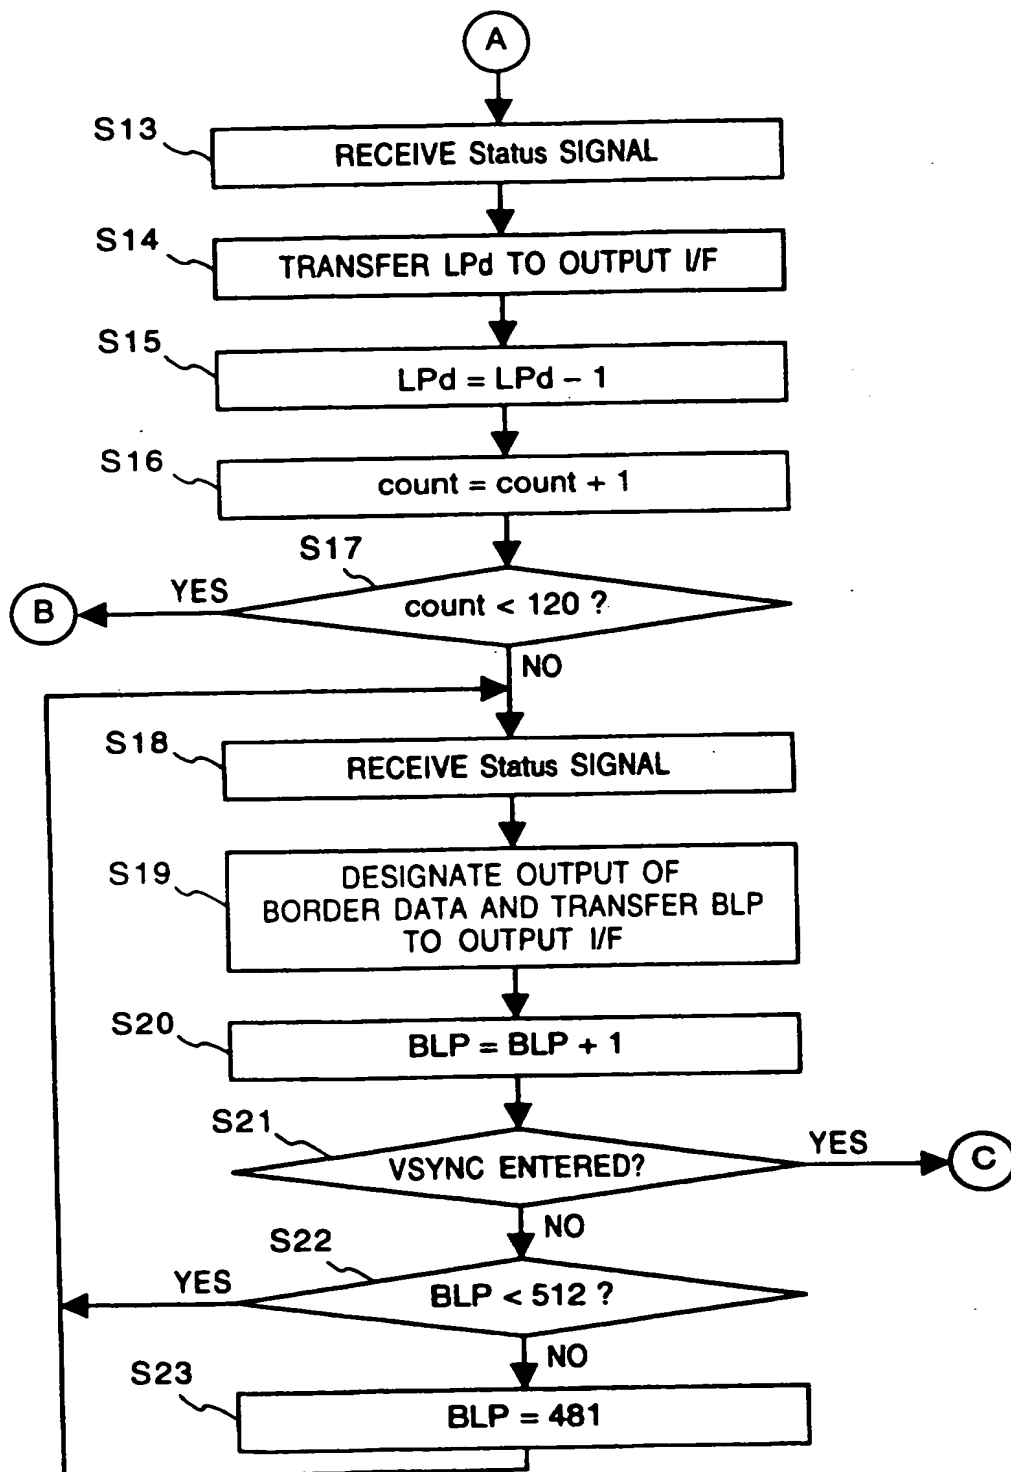 A
S13
RECEIVE Status SIGNAL
S14
TRANSFER LPd TO OUTPUT I/F
S15
LPd = LPd – 1
S16
count = count + 1
S17
YES
count < 120 ?
B
NO
S18
RECEIVE Status SIGNAL
S19
DESIGNATE OUTPUT OF
BORDER DATA AND TRANSFER BLP
TO OUTPUT I/F
S20
BLP = BLP + 1
S21
VSYNC ENTERED?
YES
C
NO
S22
YES
BLP < 512 ?
NO
S23
BLP = 481